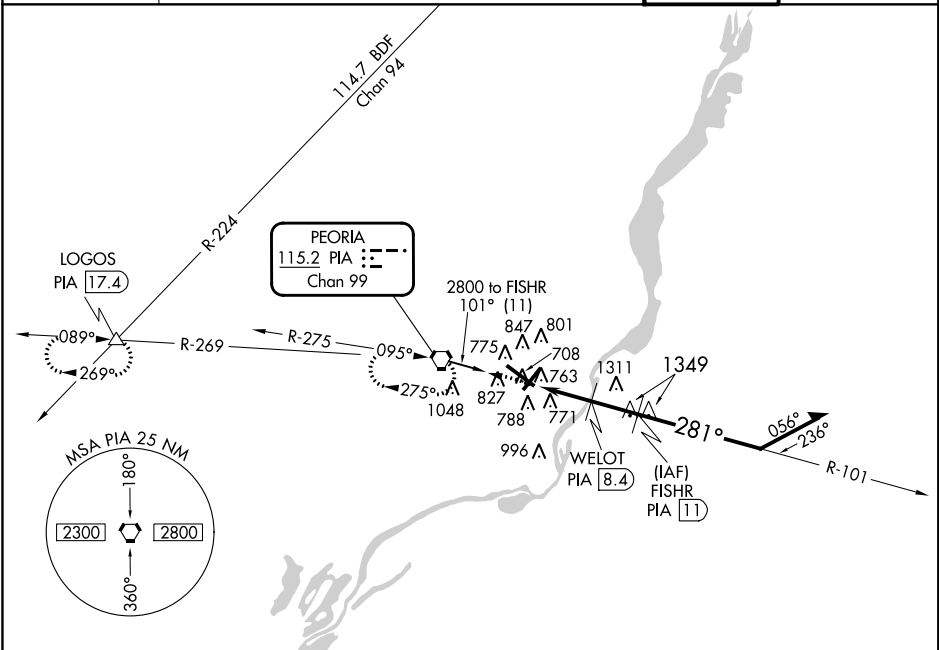 114.7 BDF
Chan 94
R-224
PEORIA
115.2 PIA
Chan 99
LOGOS
PIA 17.4
2800 to FISHR
101° (11)
847
801
R-275
775
089°
R-269
095°
708
269°
275°
1048
827
763
1311
1349
788
771
281°
056°
236°
996
WELOT
PIA 8.4
(IAF)
FISHR
PIA 11
R-101
MSA PIA 25 NM
180°
2300
2800
360°